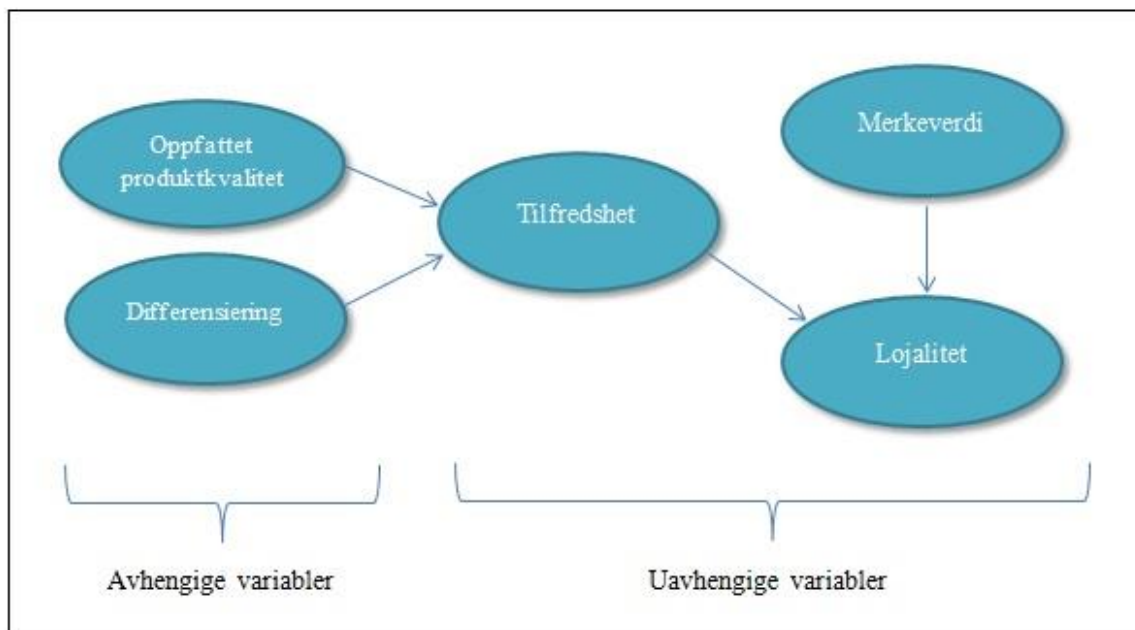 Oppfattet
produktkvalitet
Differensiering
Tilfredshet
Merkeverdi
Lojalitet
Avhengige variabler
Uavhengige variabler